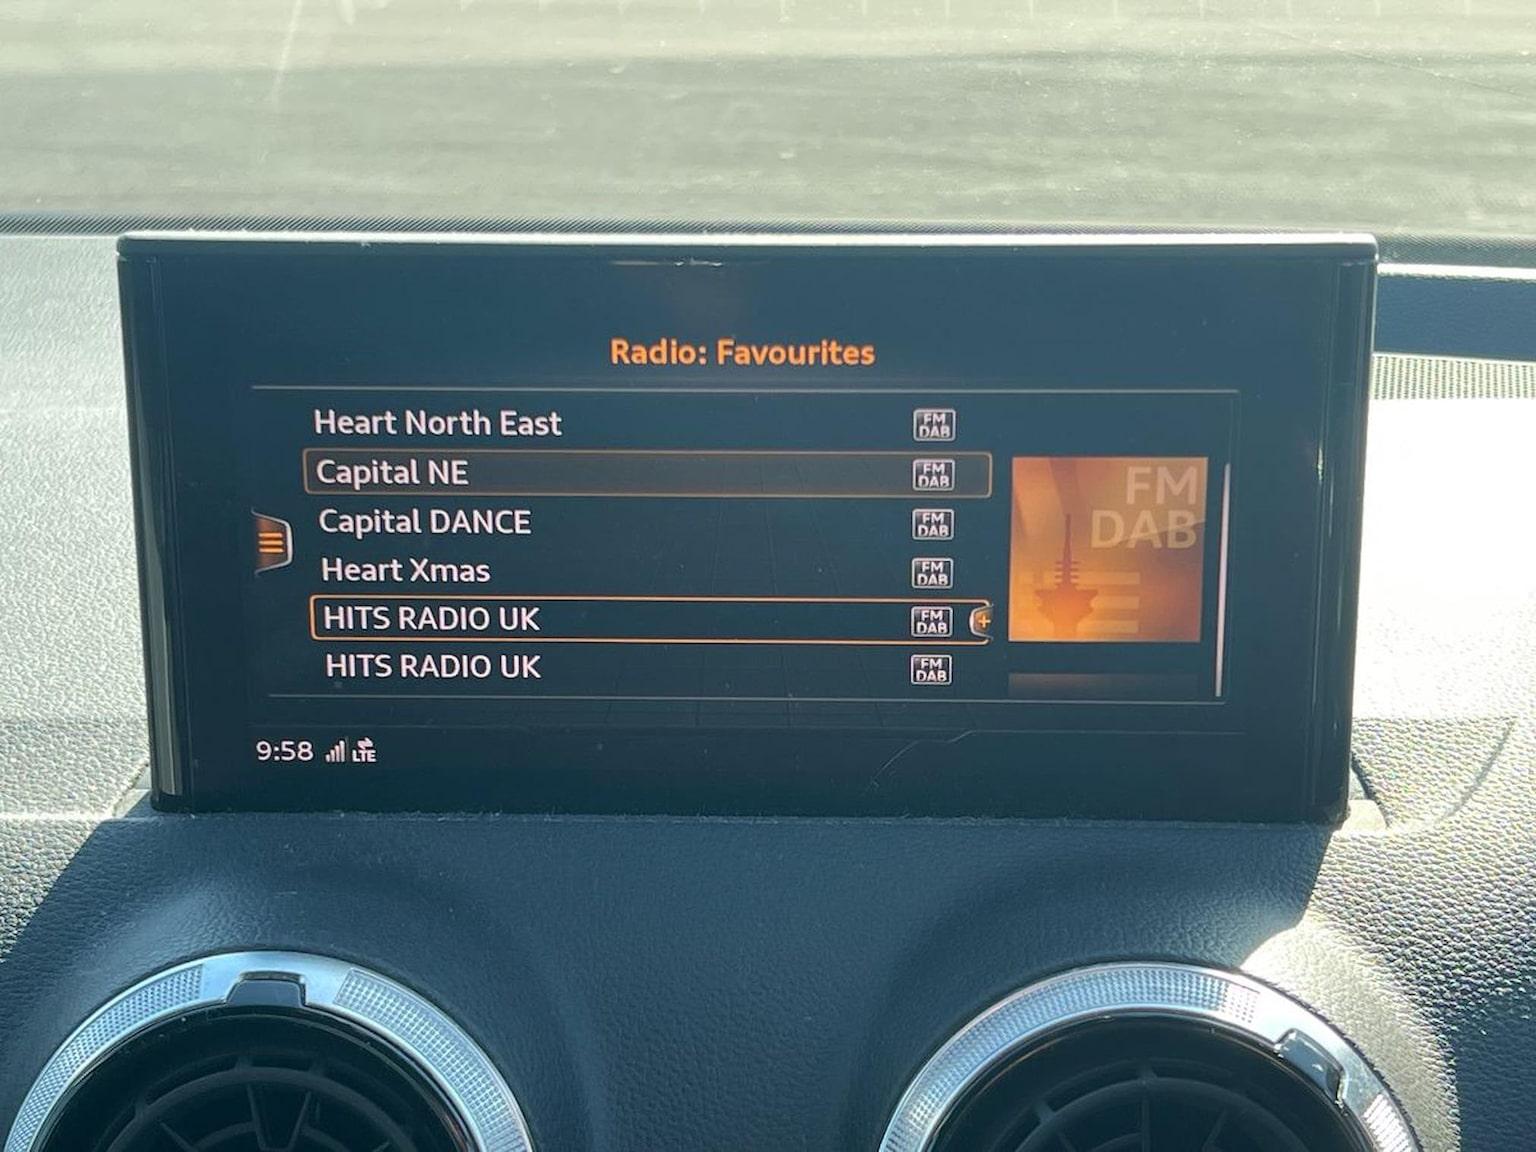 Radio: Favourites
Heart North East FM DAB
Capital NE FM DAB
Capital DANCE FM DAB
Heart Xmas FM DAB
HITS RADIO UK FM DAB
HITS RADIO UK FM DAB
FM
DAB
9:58 LTE